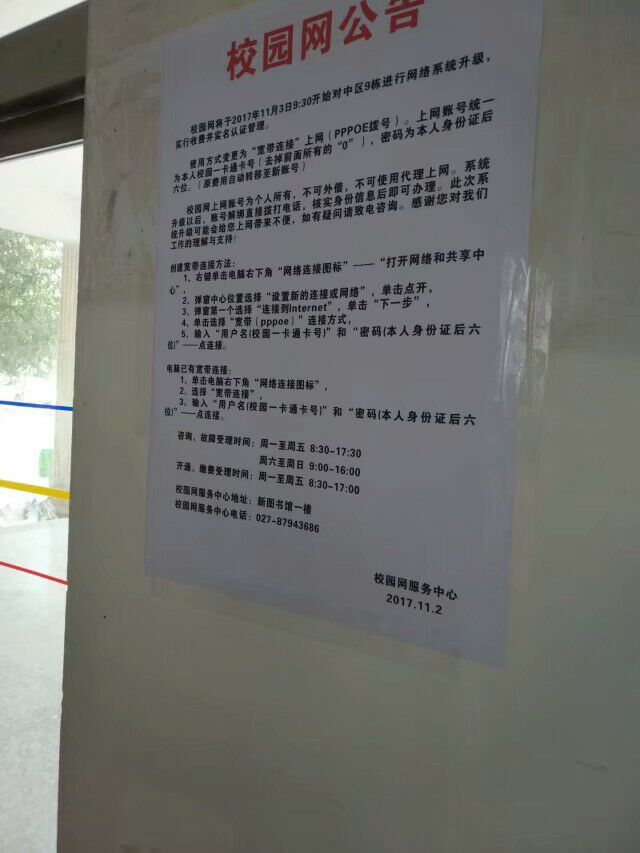 校园网公告
校园网将于2017年11月3日9:30开始对中区9栋进行网络系统升级，
实行收费并实名认证管理。
使用方式变更为“宽带连接”上网（PPPOE拨号）。上网账号统一
为本人校园一卡通卡号（去掉前面所有的“0”），密码为本人身份证后
六位。（原费用自动转移至新账号）
校园网上网账号为个人所有，不可外借，不可使用代理上网。系统
升级以后，账号解绑直接拨打电话，核实身份信息后即可办理。此次系
统升级可能会给您上网带来不便，如有疑问请致电咨询。感谢您对我们
工作的理解与支持！
创建宽带连接方法：
1、右键单击电脑右下角“网络连接图标”——“打开网络和共享中
心”，
2、弹窗中心位置选择“设置新的连接或网络”，单击点开，
3、弹窗第一个选择“连接到Internet”，单击“下一步”，
4、单击选择“宽带（pppoe）”连接方式，
5、输入“用户名(校园一卡通卡号)”和“密码(本人身份证后六
位)”——点连接。
电脑已有宽带连接：
1、单击电脑右下角“网络连接图标”，
2、选择“宽带连接”，
3、输入“用户名(校园一卡通卡号)”和“密码(本人身份证后六
位)”——点连接。
咨询、故障受理时间：周一至周五 8:30-17:30
周六至周日 9:00-16:00
开通、缴费受理时间：周一至周五 8:30-17:00
校园网服务中心地址：新图书馆一楼
校园网服务中心电话：027-87943686
校园网服务中心
2017.11.2